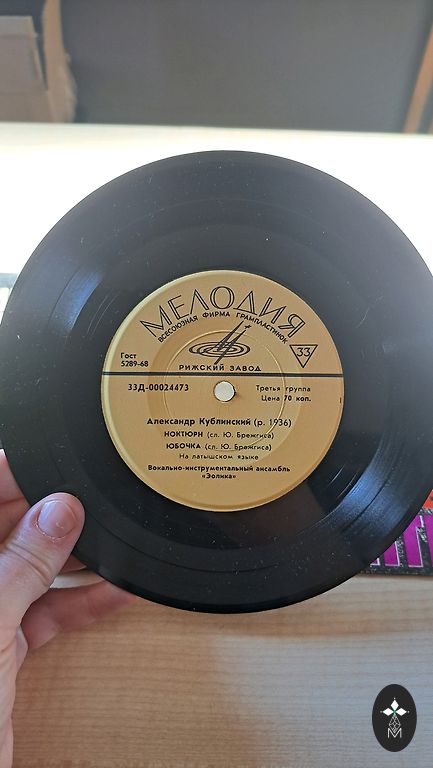 МЕЛОДИЯ
ВСЕСОЮЗНАЯ ФИРМА ГРАМПЛАСТИНОК
Гост
5289-68
33
РИЖСКИЙ ЗАВОД
33Д-00024473
Третья группа
Цена 70 коп.
Александр Кублинский (р. 1936)
НОКТЮРН (сл. Ю. Брежгиса)
ЮБОЧКА (сл. Ю. Брежгиса)
На латышском языке
Вокально-инструментальный ансамбль
«Эолика»